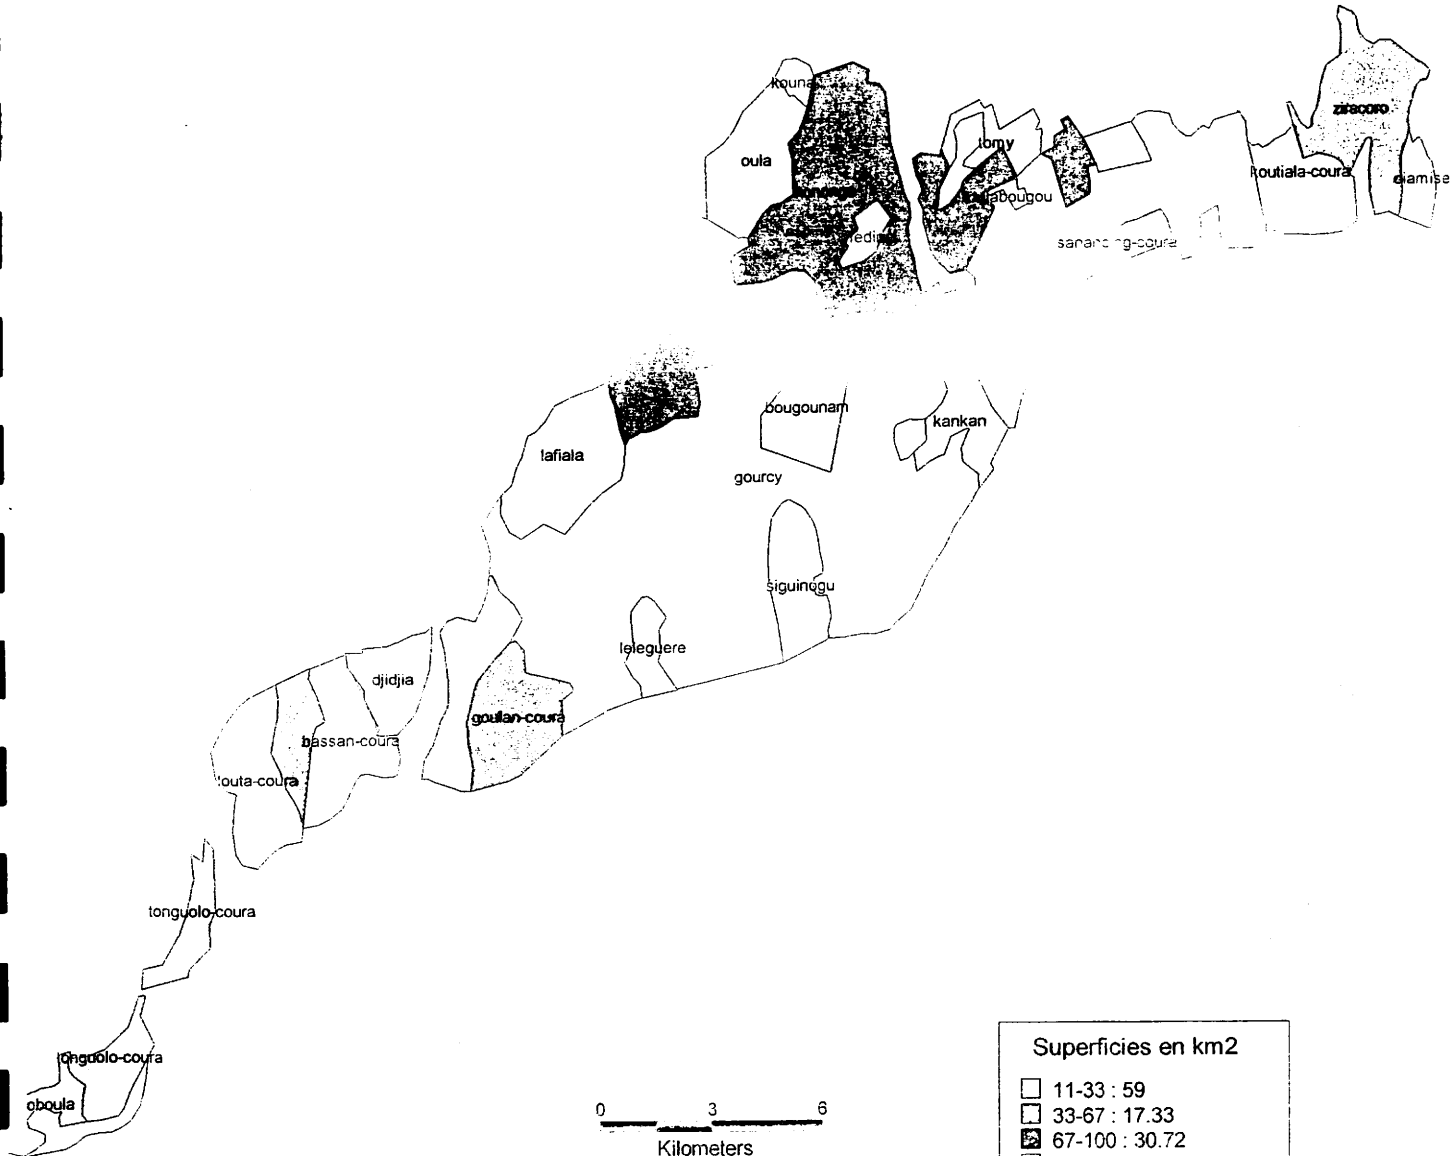 kouna
ziracoro
tomy
oula
koutiala-coura
diamise
sananding-coura
bougounam
kankan
lafiala
gourcy
siguinogu
leleguere
djidjia
goulan-coura
bassan-coura
touta-coura
tonguolo-coura
tonguolo-coura
oboula
Superficies en km2
11-33 : 59
33-67 : 17.33
67-100 : 30.72
0 3 6
Kilometers